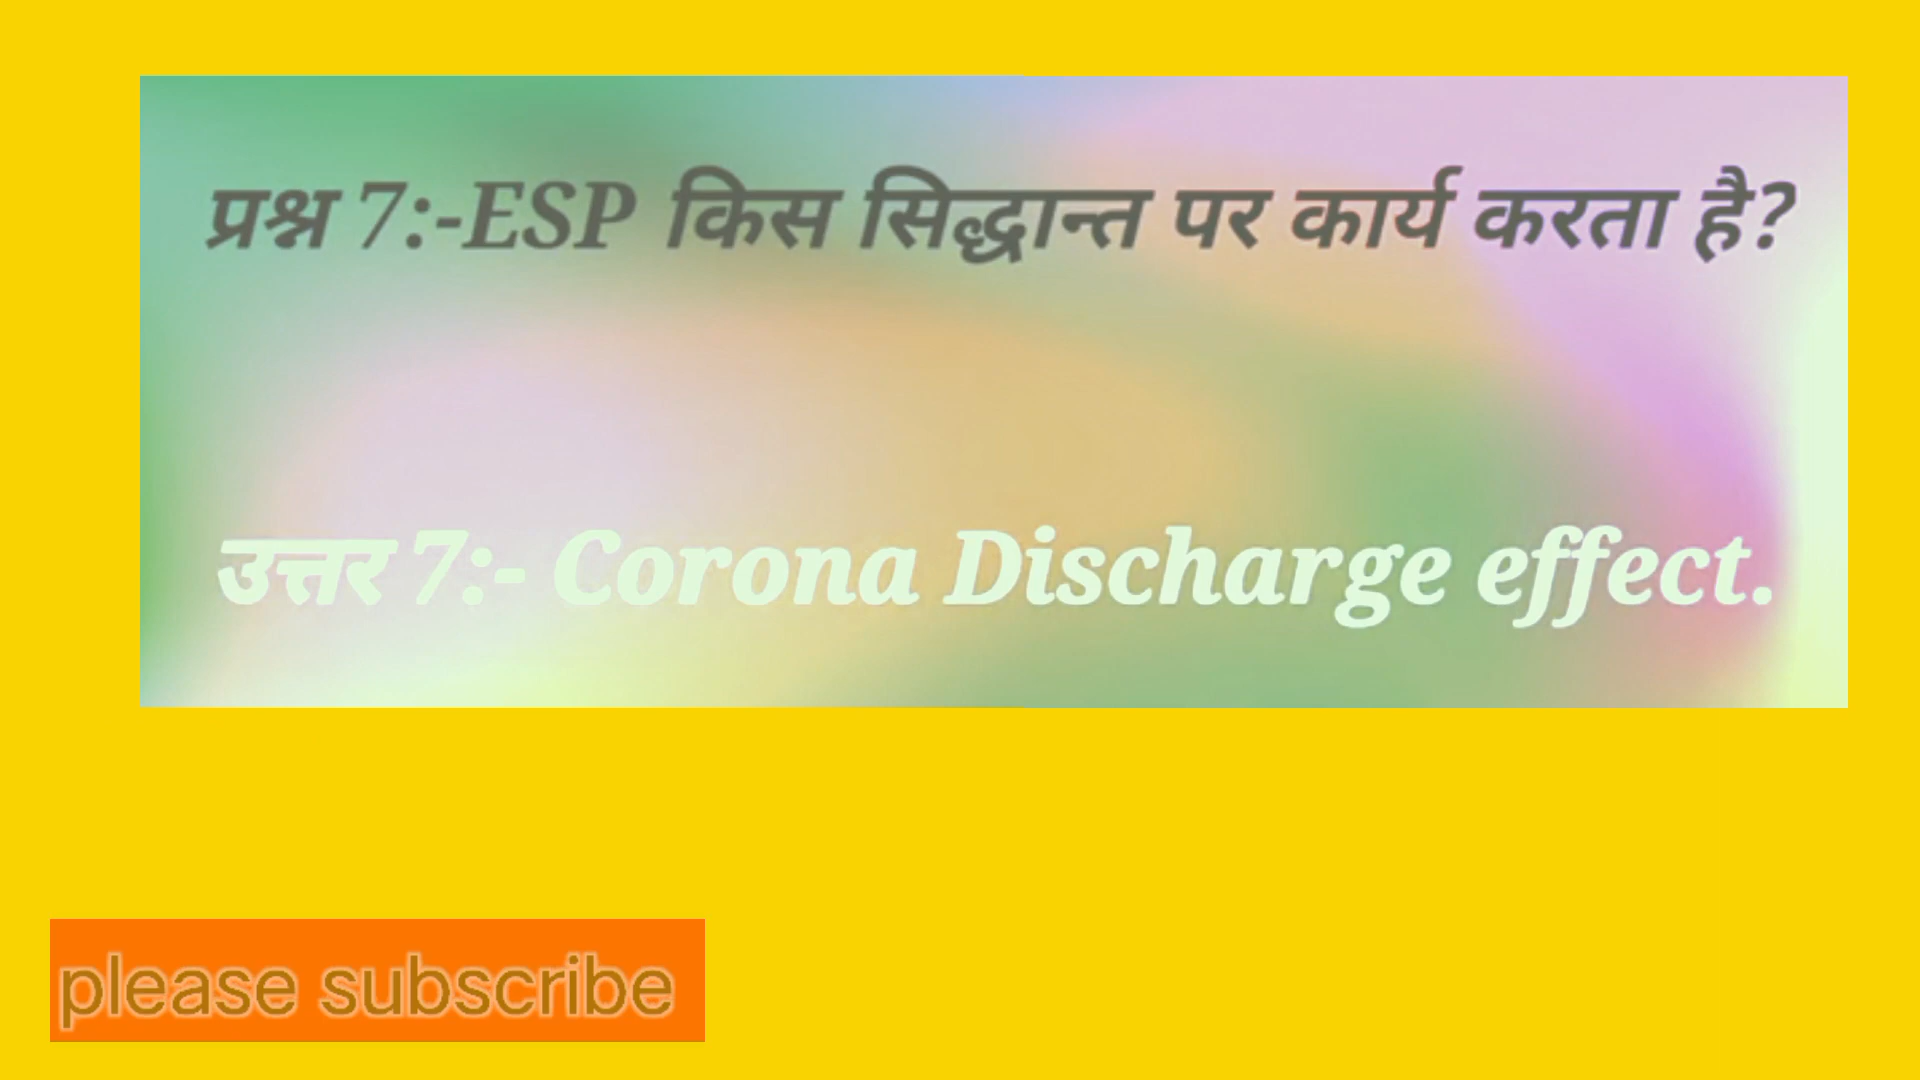 प्रश्न 7:-ESP किस सिद्धान्त पर कार्य करता है?
उत्तर 7:- Corona Discharge effect.
please subscribe